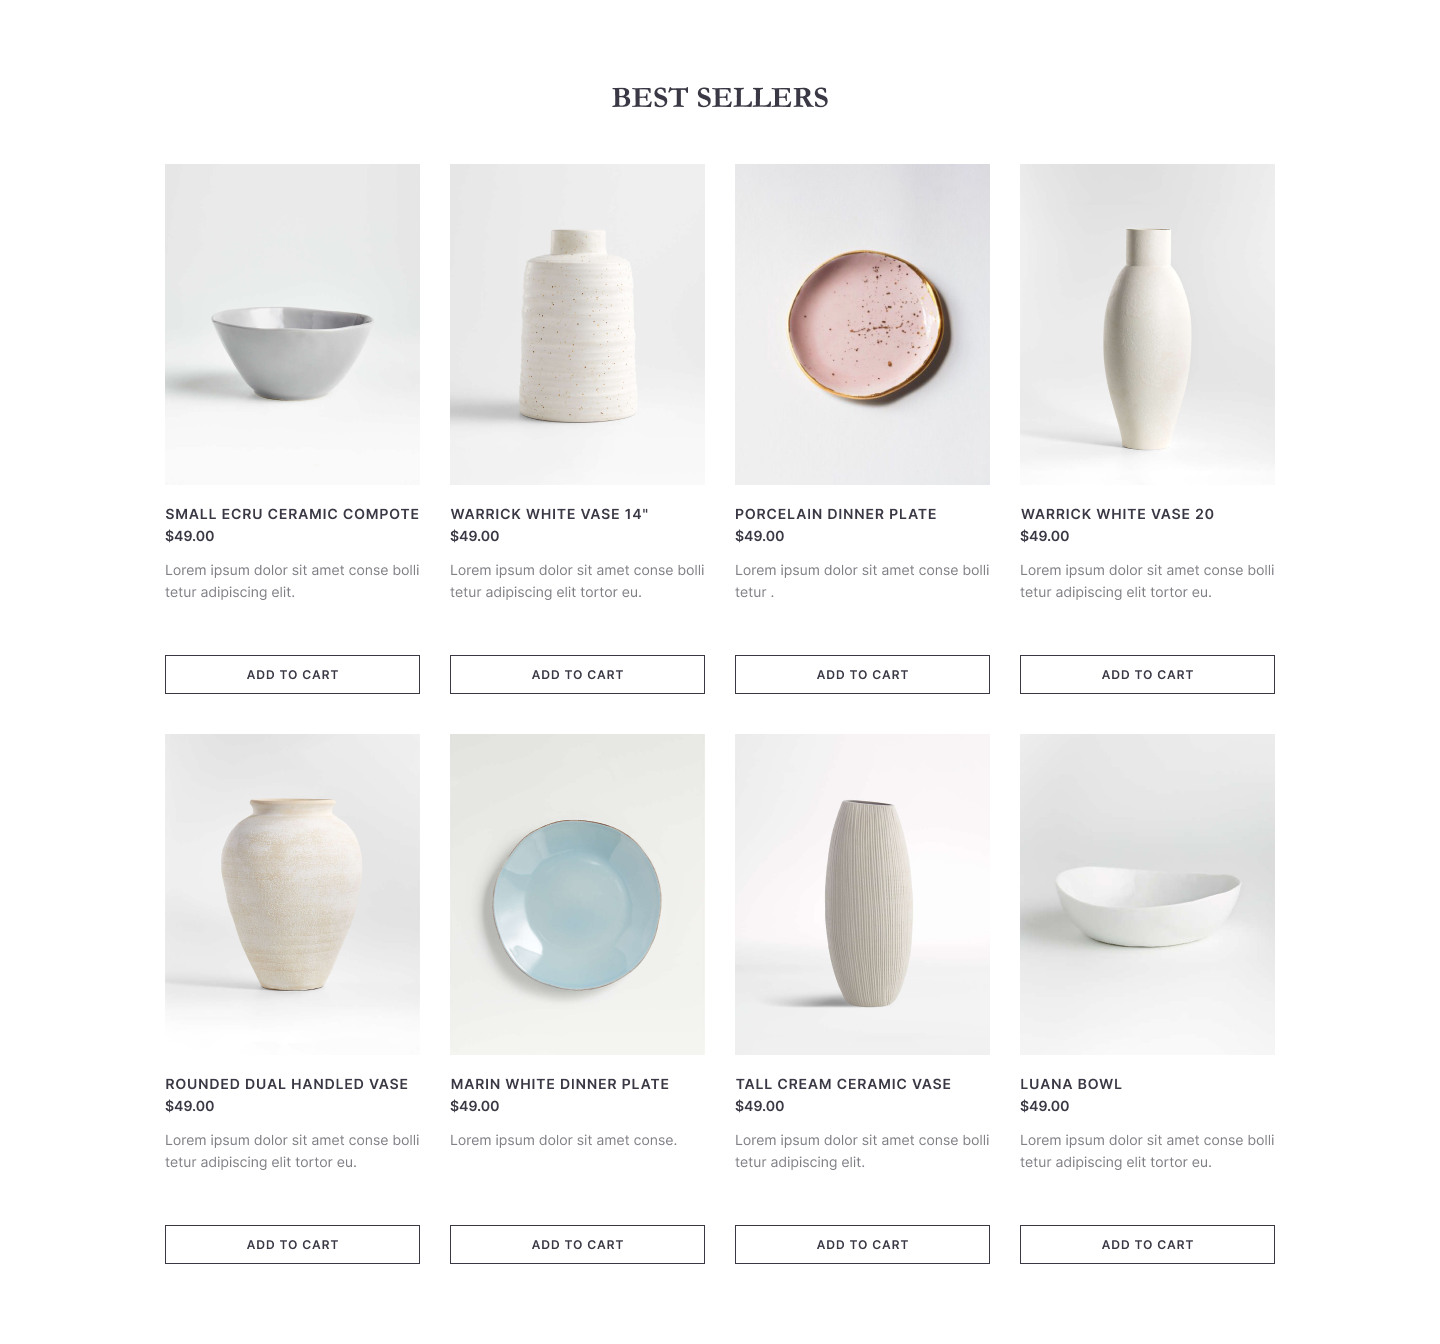 BEST SELLERS
SMALL ECRU CERAMIC COMPOTE
$49.00
Lorem ipsum dolor sit amet conse bolli
tetur adipiscing elit.
ADD TO CART
WARRICK WHITE VASE 14"
$49.00
Lorem ipsum dolor sit amet conse bolli
tetur adipiscing elit tortor eu.
ADD TO CART
PORCELAIN DINNER PLATE
$49.00
Lorem ipsum dolor sit amet conse bolli
tetur .
ADD TO CART
WARRICK WHITE VASE 20
$49.00
Lorem ipsum dolor sit amet conse bolli
tetur adipiscing elit tortor eu.
ADD TO CART
ROUNDED DUAL HANDLED VASE
$49.00
Lorem ipsum dolor sit amet conse bolli
tetur adipiscing elit tortor eu.
ADD TO CART
MARIN WHITE DINNER PLATE
$49.00
Lorem ipsum dolor sit amet conse.
ADD TO CART
TALL CREAM CERAMIC VASE
$49.00
Lorem ipsum dolor sit amet conse bolli
tetur adipiscing elit.
ADD TO CART
LUANA BOWL
$49.00
Lorem ipsum dolor sit amet conse bolli
tetur adipiscing elit tortor eu.
ADD TO CART